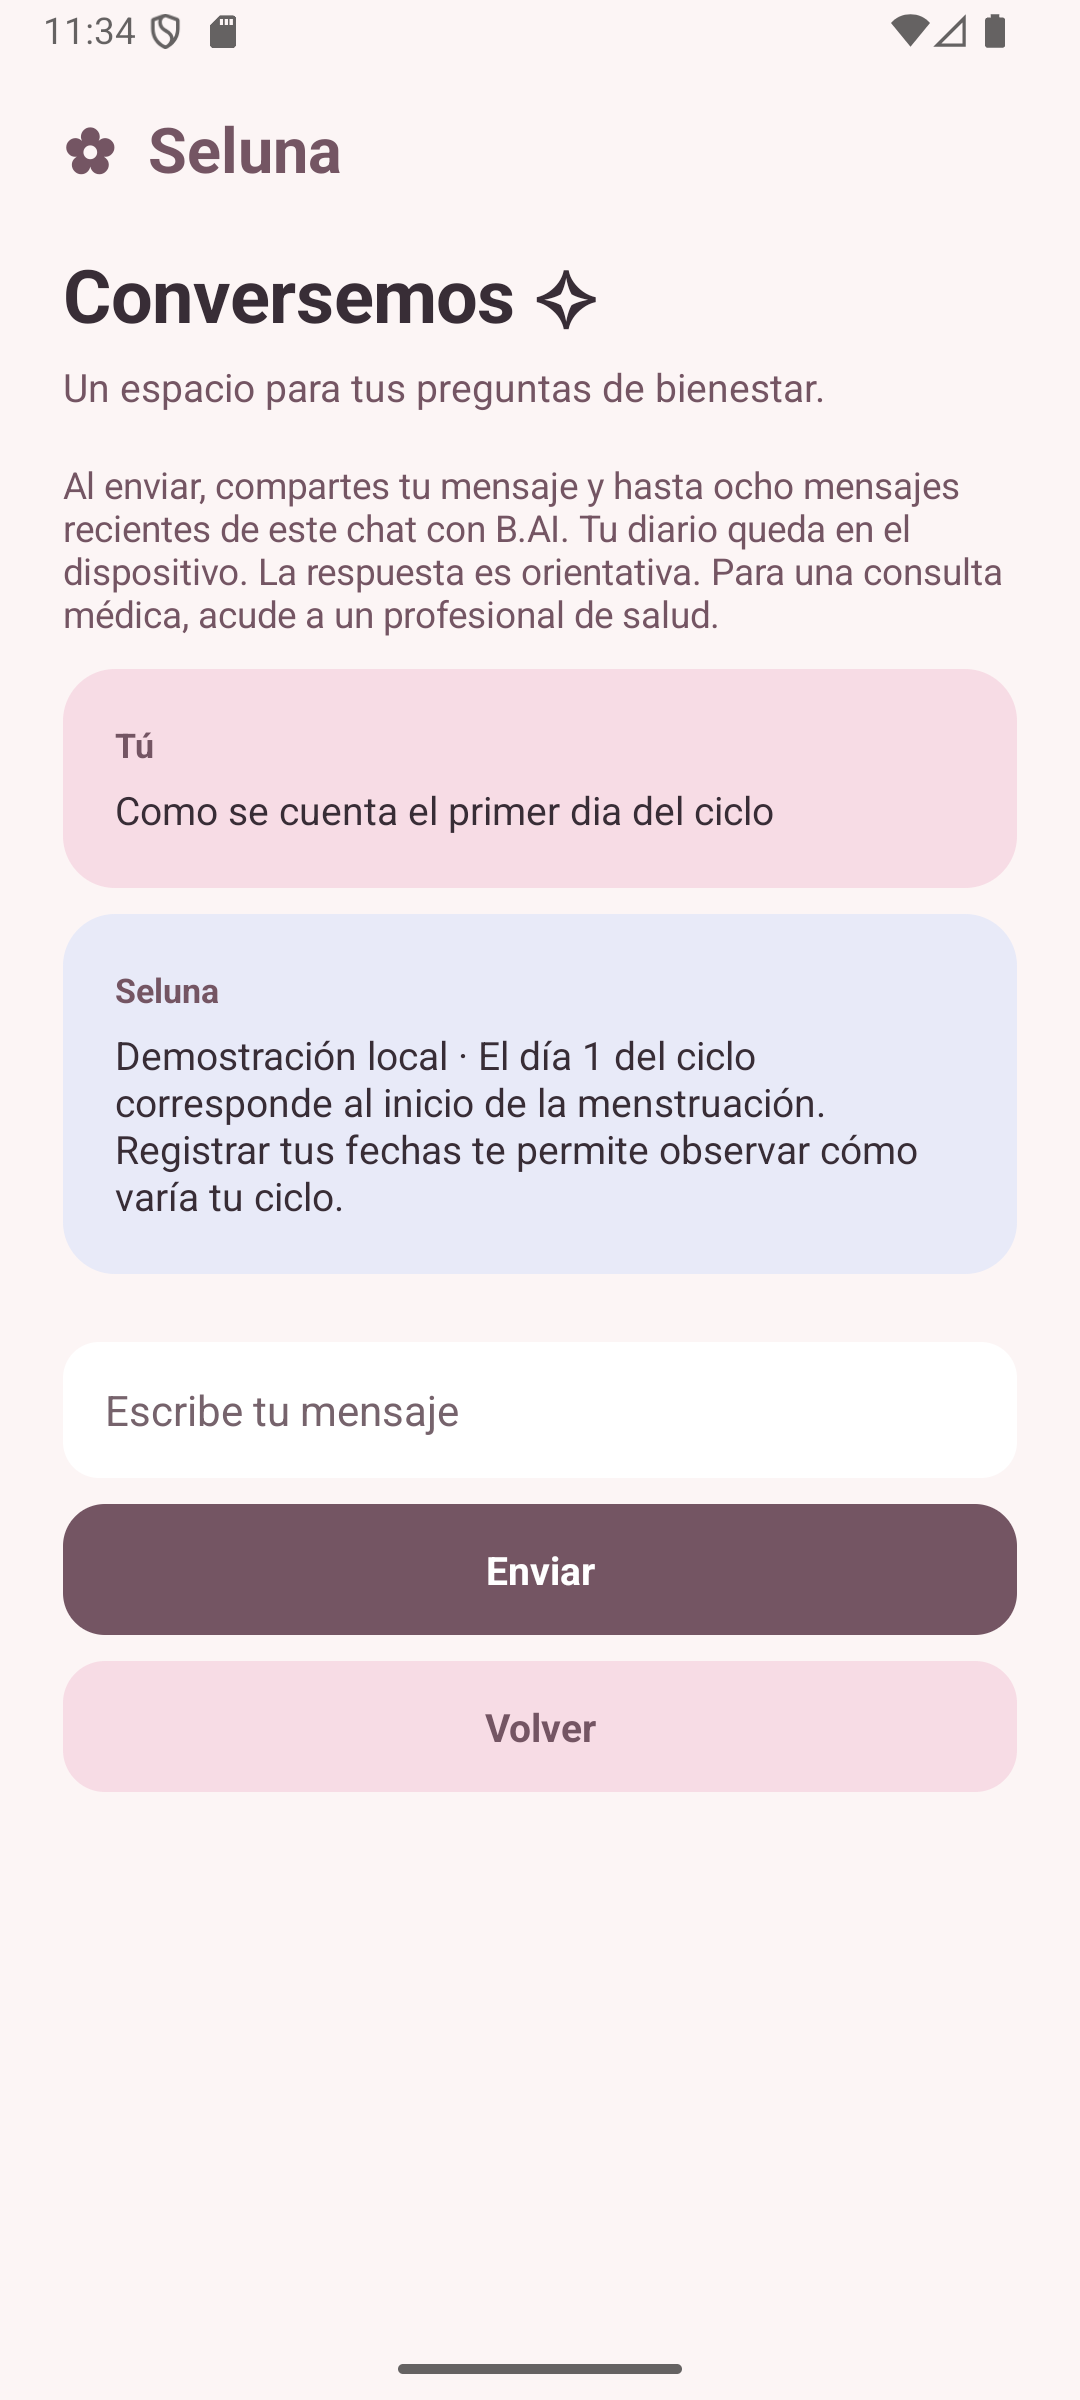 11:34
Seluna
Conversemos
Un espacio para tus preguntas de bienestar.
Al enviar, compartes tu mensaje y hasta ocho mensajes
recientes de este chat con B.AI. Tu diario queda en el
dispositivo. La respuesta es orientativa. Para una consulta
médica, acude a un profesional de salud.
Tú
Como se cuenta el primer dia del ciclo
Seluna
Demostración local · El día 1 del ciclo
corresponde al inicio de la menstruación.
Registrar tus fechas te permite observar cómo
varía tu ciclo.
Escribe tu mensaje
Enviar
Volver